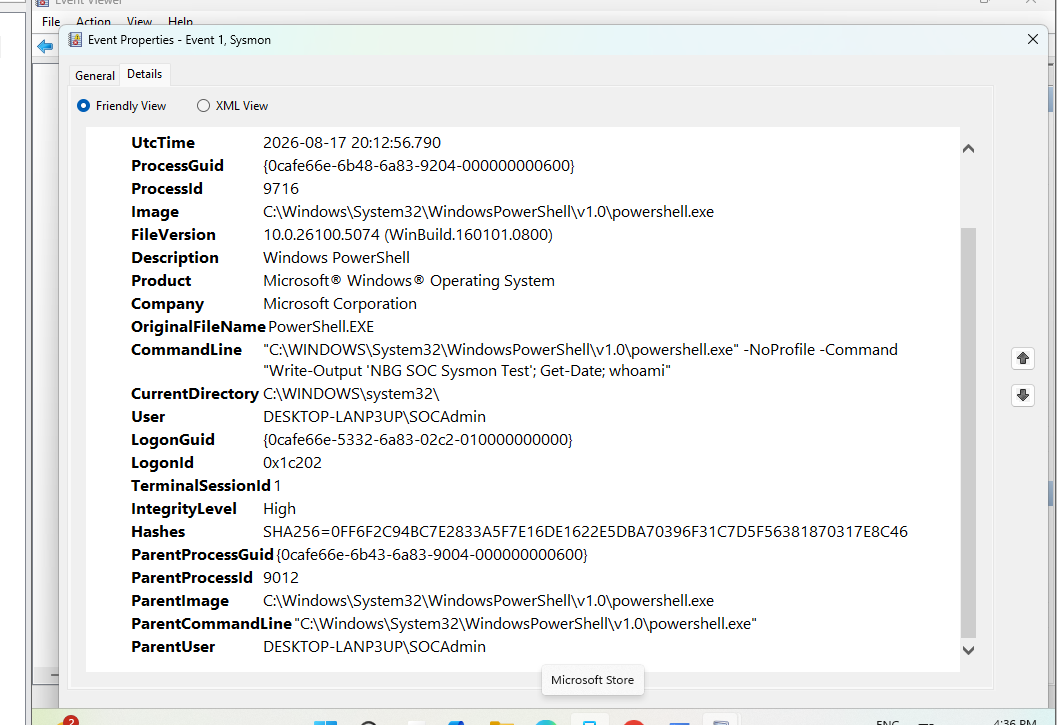 Event Viewer
File Action View Help
Event Properties - Event 1, Sysmon
General Details
Friendly View XML View
UtcTime 2026-08-17 20:12:56.790
ProcessGuid {0cafe66e-6b48-6a83-9204-000000000600}
ProcessId 9716
Image C:\Windows\System32\WindowsPowerShell\v1.0\powershell.exe
FileVersion 10.0.26100.5074 (WinBuild.160101.0800)
Description Windows PowerShell
Product Microsoft® Windows® Operating System
Company Microsoft Corporation
OriginalFileName PowerShell.EXE
CommandLine "C:\WINDOWS\System32\WindowsPowerShell\v1.0\powershell.exe" -NoProfile -Command
"Write-Output 'NBG SOC Sysmon Test'; Get-Date; whoami"
CurrentDirectory C:\WINDOWS\system32\
User DESKTOP-LANP3UP\SOCAdmin
LogonGuid {0cafe66e-5332-6a83-02c2-010000000000}
LogonId 0x1c202
TerminalSessionId 1
IntegrityLevel High
Hashes SHA256=0FF6F2C94BC7E2833A5F7E16DE1622E5DBA70396F31C7D5F56381870317E8C46
ParentProcessGuid {0cafe66e-6b43-6a83-9004-000000000600}
ParentProcessId 9012
ParentImage C:\Windows\System32\WindowsPowerShell\v1.0\powershell.exe
ParentCommandLine "C:\Windows\System32\WindowsPowerShell\v1.0\powershell.exe"
ParentUser DESKTOP-LANP3UP\SOCAdmin
Microsoft Store
2
ENG 4:36 PM